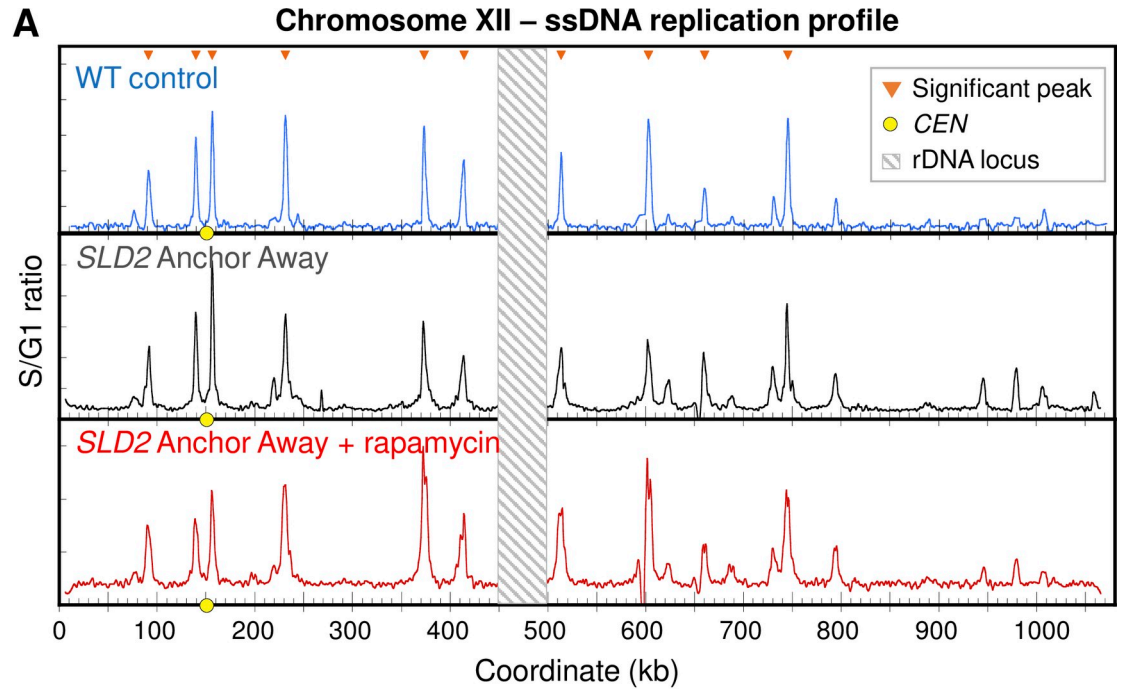 A
Chromosome XII – ssDNA replication profile
WT control
Significant peak
CEN
rDNA locus
SLD2 Anchor Away
SLD2 Anchor Away + rapamycin
S/G1 ratio
0 100 200 300 400 500 600 700 800 900 1000
Coordinate (kb)